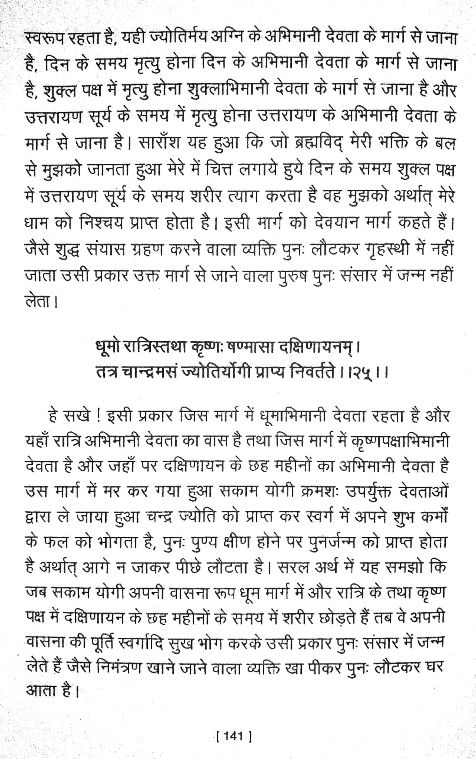 स्वरूप रहता है, यही ज्योतिर्मय अग्नि के अभिमानी देवता के मार्ग से जाना
है, दिन के समय मृत्यु होना दिन के अभिमानी देवता के मार्ग से जाना
है, शुक्ल पक्ष में मृत्यु होना शुक्लाभिमानी देवता के मार्ग से जाना है और
उत्तरायण सूर्य के समय में मृत्यु होना उत्तरायण के अभिमानी देवता के
मार्ग से जाना है। साराँश यह हुआ कि जो ब्रह्मविद् मेरी भक्ति के बल
से मुझको जानता हुआ मेरे में चित्त लगाये हुये दिन के समय शुक्ल पक्ष
में उत्तरायण सूर्य के समय शरीर त्याग करता है वह मुझको अर्थात् मेरे
धाम को निश्चय प्राप्त होता है। इसी मार्ग को देवयान मार्ग कहते हैं।
जैसे शुद्ध संयास ग्रहण करने वाला व्यक्ति पुनः लौटकर गृहस्थी में नहीं
जाता उसी प्रकार उक्त मार्ग से जाने वाला पुरुष पुनः संसार में जन्म नहीं
लेता।
धूमो रात्रिस्तथा कृष्णः षण्मासा दक्षिणायनम्।
तत्र चान्द्रमसं ज्योतिर्योगी प्राप्य निवर्तते।।२५।।
हे सखे ! इसी प्रकार जिस मार्ग में धूमाभिमानी देवता रहता है और
यहाँ रात्रि अभिमानी देवता का वास है तथा जिस मार्ग में कृष्णपक्षाभिमानी
देवता है और जहाँ पर दक्षिणायन के छह महीनों का अभिमानी देवता है
उस मार्ग में मर कर गया हुआ सकाम योगी क्रमशः उपर्युक्त देवताओं
द्वारा ले जाया हुआ चन्द्र ज्योति को प्राप्त कर स्वर्ग में अपने शुभ कर्मों
के फल को भोगता है, पुनः पुण्य क्षीण होने पर पुनर्जन्म को प्राप्त होता
है अर्थात् आगे न जाकर पीछे लौटता है। सरल अर्थ में यह समझो कि
जब सकाम योगी अपनी वासना रूप धूम मार्ग में और रात्रि के तथा कृष्ण
पक्ष में दक्षिणायन के छह महीनों के समय में शरीर छोड़ते हैं तब वे अपनी
वासना की पूर्ति स्वर्गादि सुख भोग करके उसी प्रकार पुनः संसार में जन्म
लेते हैं जैसे निमंत्रण खाने जाने वाला व्यक्ति खा पीकर पुनः लौटकर घर
आता है।
[ 141 ]